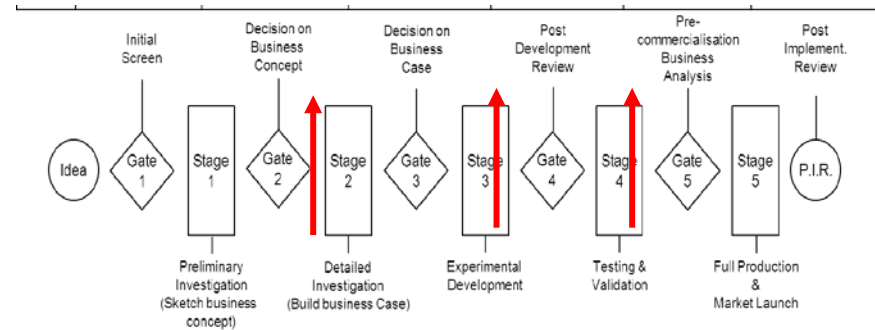 Initial
Screen
Decision on
Business
Concept
Decision on
Business
Case
Post
Development
Review
Pre-
commercialisation
Business
Analysis
Post
Implement.
Review
Idea
Gate
1
Stage
1
Gate
2
Stage
2
Gate
3
Stage
3
Gate
4
Stage
4
Gate
5
Stage
5
P.I.R.
Preliminary
Investigation
(Sketch business
concept)
Detailed
Investigation
(Build business Case)
Experimental
Development
Testing &
Validation
Full Production
&
Market Launch